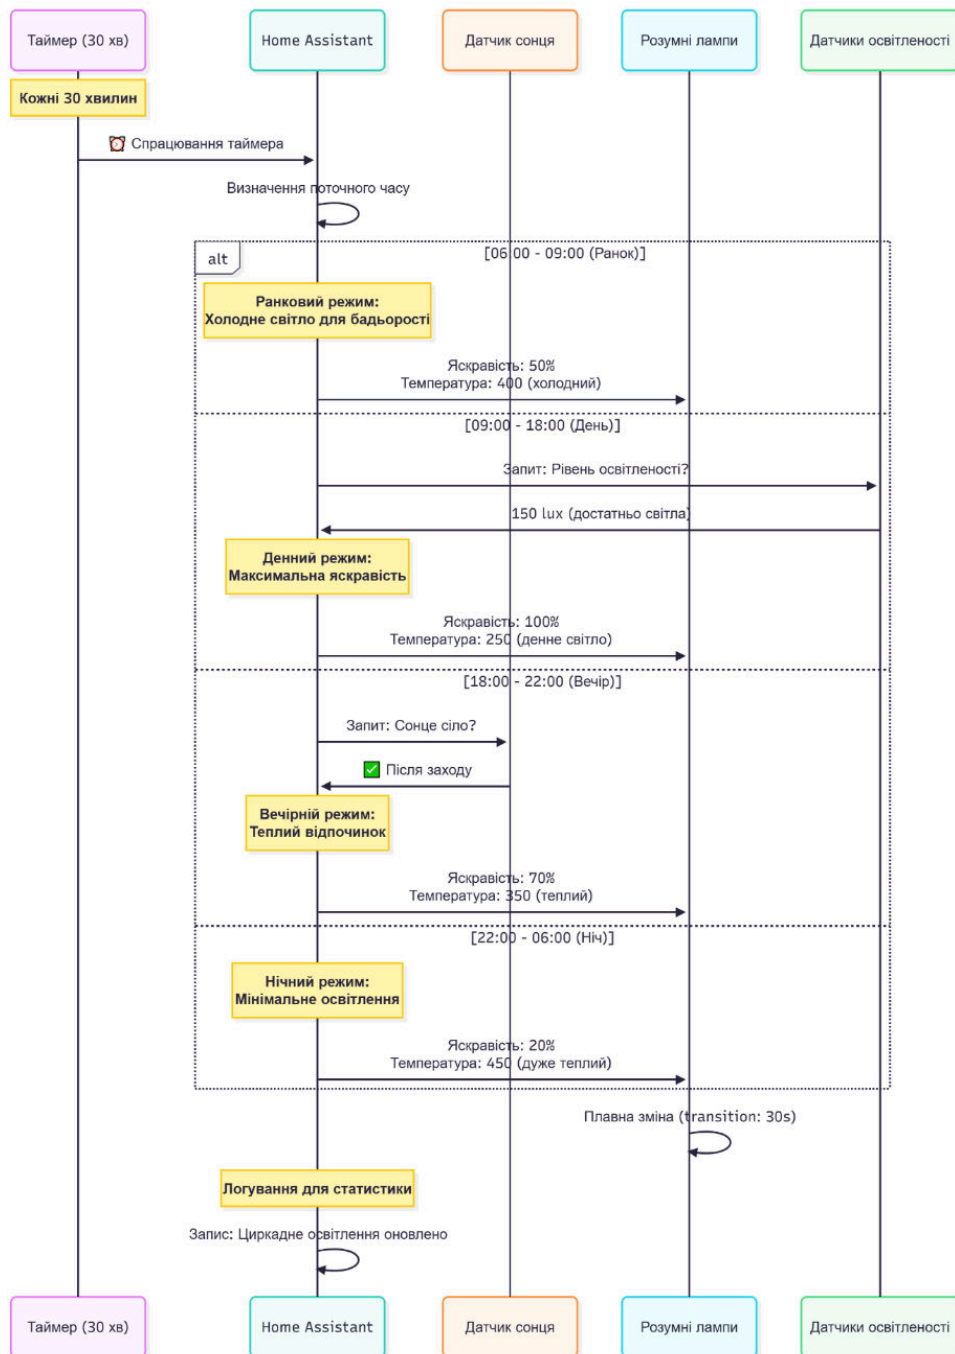 Таймер (30 хв)
Home Assistant
Датчик сонця
Розумні лампи
Датчики освітленості
Кожні 30 хвилин
⏰ Спрацювання таймера
Визначення поточного часу
alt
[06:00 - 09:00 (Ранок)]
Ранковий режим:
Холодне світло для бадьорості
Яскравість: 50%
Температура: 400 (холодний)
[09:00 - 18:00 (День)]
Запит: Рівень освітленості?
150 lux (достатньо світла)
Денний режим:
Максимальна яскравість
Яскравість: 100%
Температура: 250 (денне світло)
[18:00 - 22:00 (Вечір)]
Запит: Сонце сіло?
✅ Після заходу
Вечірній режим:
Теплий відпочинок
Яскравість: 70%
Температура: 350 (теплий)
[22:00 - 06:00 (Ніч)]
Нічний режим:
Мінімальне освітлення
Яскравість: 20%
Температура: 450 (дуже теплий)
Плавна зміна (transition: 30s)
Логування для статистики
Запис: Циркадне освітлення оновлено
Таймер (30 хв)
Home Assistant
Датчик сонця
Розумні лампи
Датчики освітленості